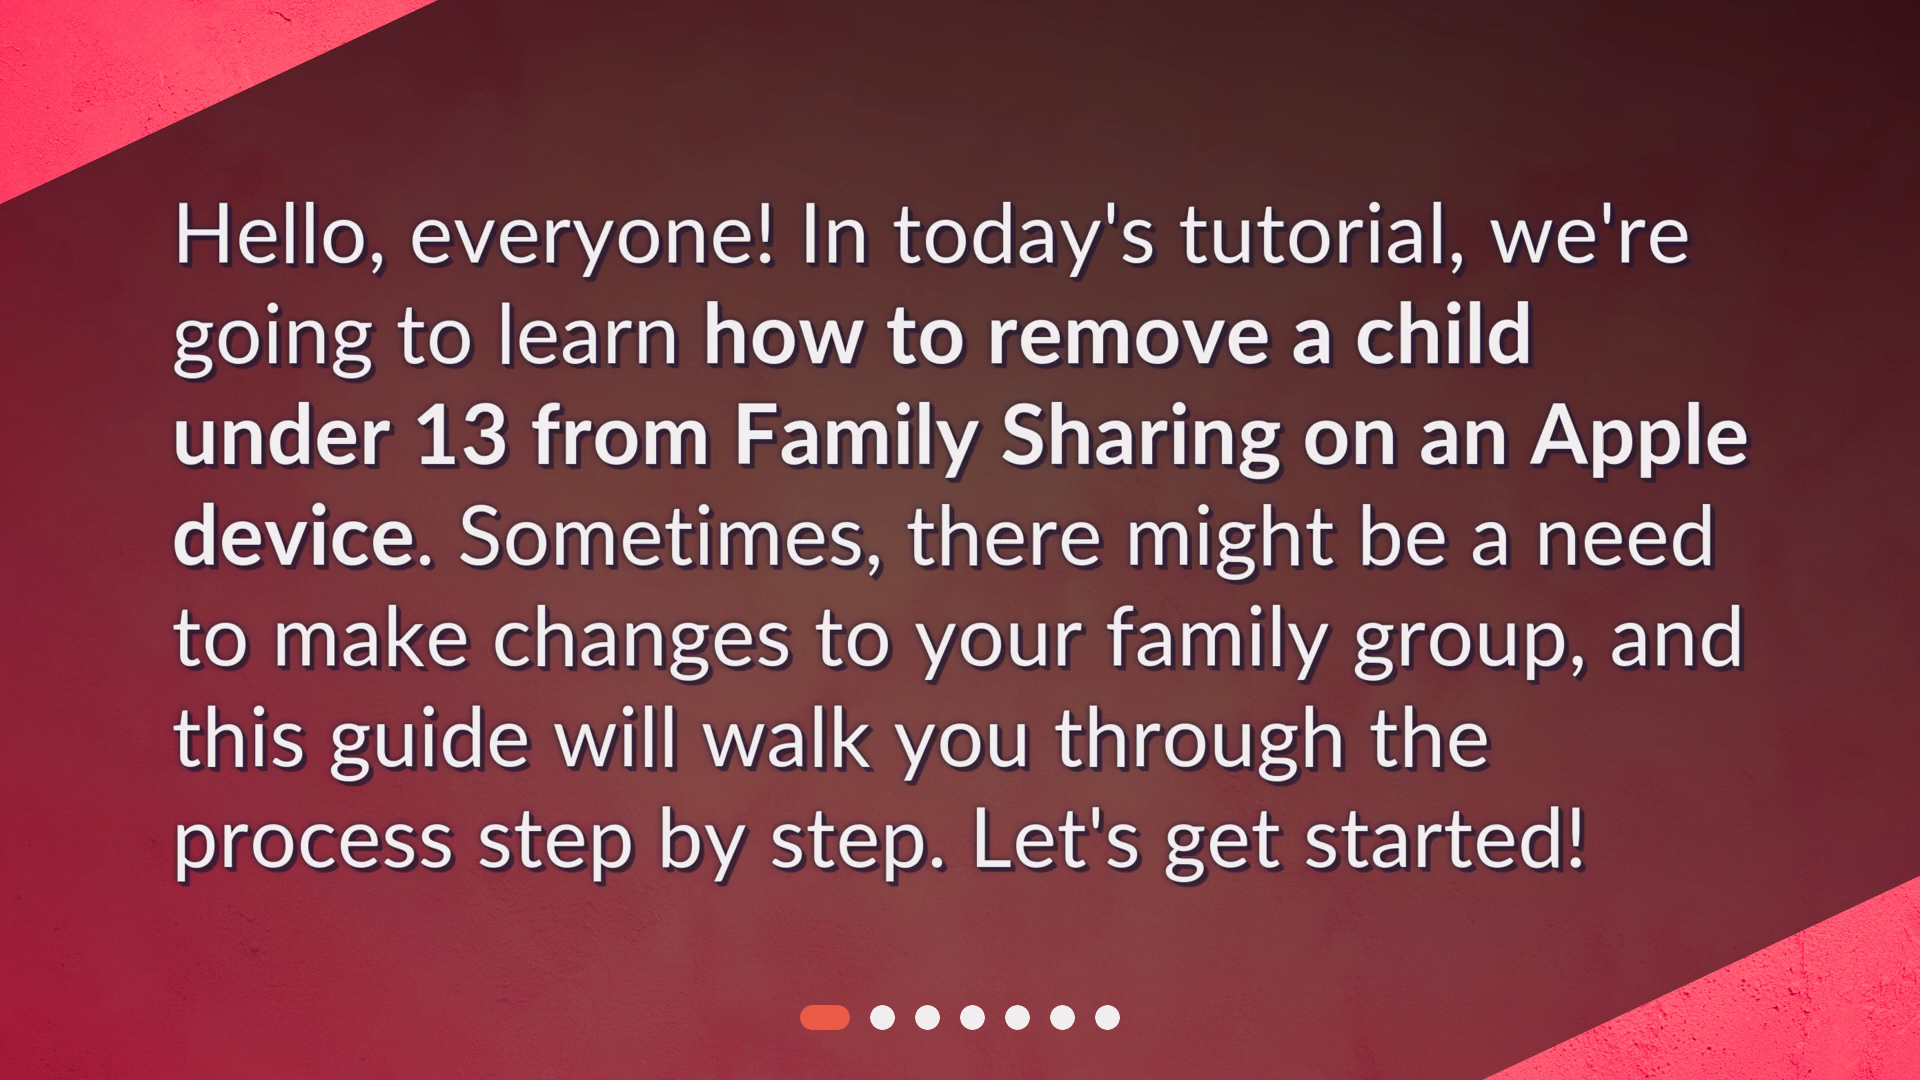 Hello, everyone! In today's tutorial, we're
going to learn how to remove a child
under 13 from Family Sharing on an Apple
device. Sometimes, there might be a need
to make changes to your family group, and
this guide will walk you through the
process step by step. Let's get started!